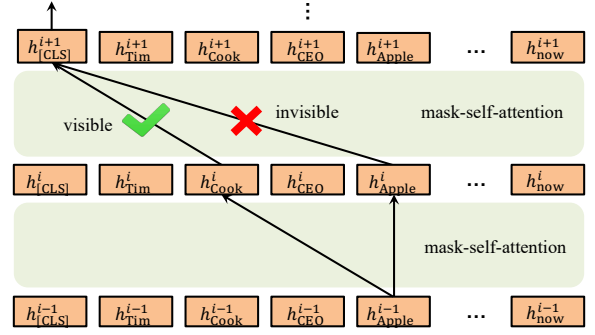 ⋮
h^{i+1}_{[CLS]} h^{i+1}_{Tim} h^{i+1}_{Cook} h^{i+1}_{CEO} h^{i+1}_{Apple} ... h^{i+1}_{now}
visible
invisible
mask-self-attention
h^{i}_{[CLS]} h^{i}_{Tim} h^{i}_{Cook} h^{i}_{CEO} h^{i}_{Apple} ... h^{i}_{now}
mask-self-attention
h^{i-1}_{[CLS]} h^{i-1}_{Tim} h^{i-1}_{Cook} h^{i-1}_{CEO} h^{i-1}_{Apple} ... h^{i-1}_{now}